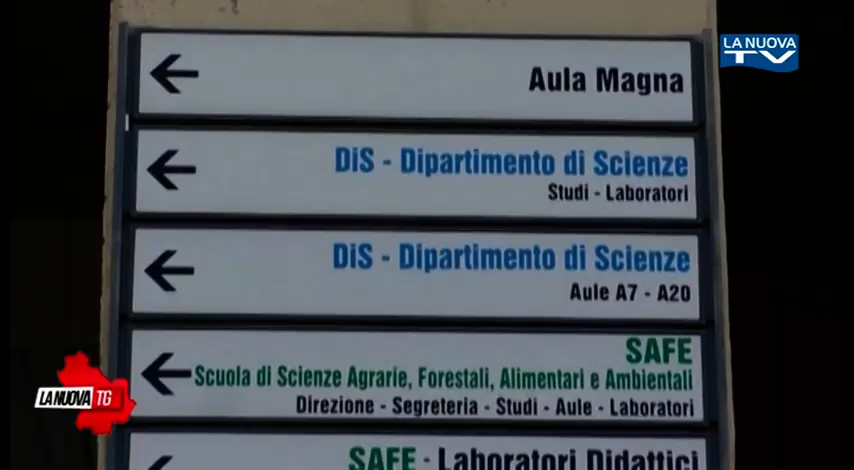 LA NUOVA
TV
Aula Magna
DiS - Dipartimento di Scienze
Studi - Laboratori
DiS - Dipartimento di Scienze
Aule A7 - A20
SAFE
Scuola di Scienze Agrarie, Forestali, Alimentari e Ambientali
Direzione - Segreteria - Studi - Aule - Laboratori
LA NUOVA TG
SAFE - Laboratori Didattici